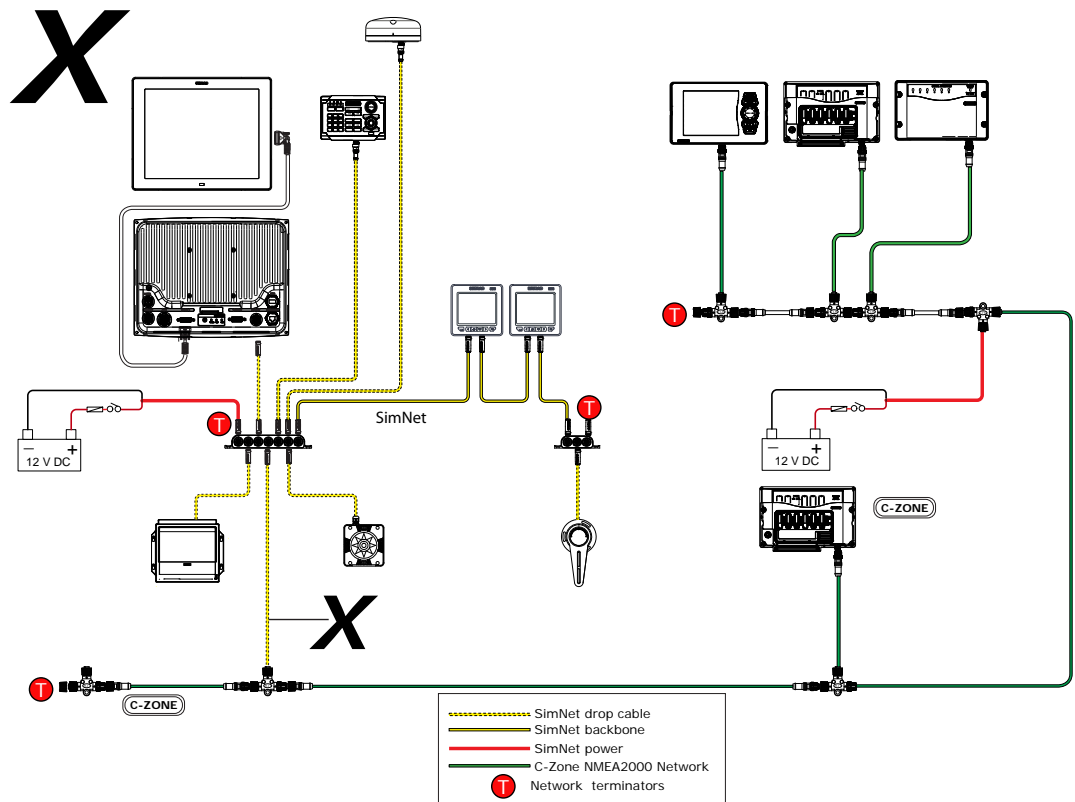 X
T
SimNet
T
T
− +
12 V DC
− +
12 V DC
C-ZONE
X
T
C-ZONE
SimNet drop cable
SimNet backbone
SimNet power
C-Zone NMEA2000 Network
T Network terminators